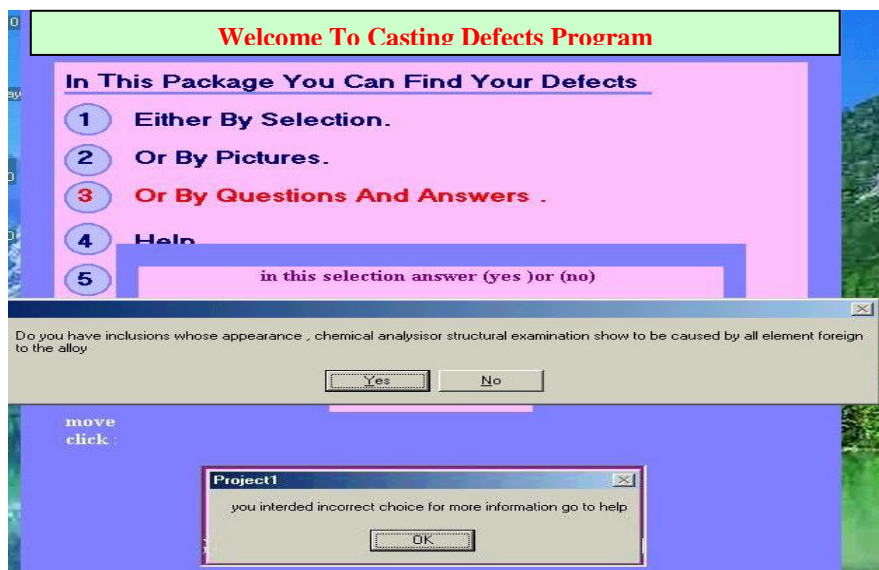 Welcome To Casting Defects Program
In This Package You Can Find Your Defects
1 Either By Selection.
2 Or By Pictures.
3 Or By Questions And Answers .
4 Help
5
in this selection answer (yes )or (no)
Do you have inclusions whose appearance , chemical analysisor structural examination show to be caused by all element foreign
to the alloy
Yes No
move
click :
Project1
you interded incorrect choice for more information go to help
OK